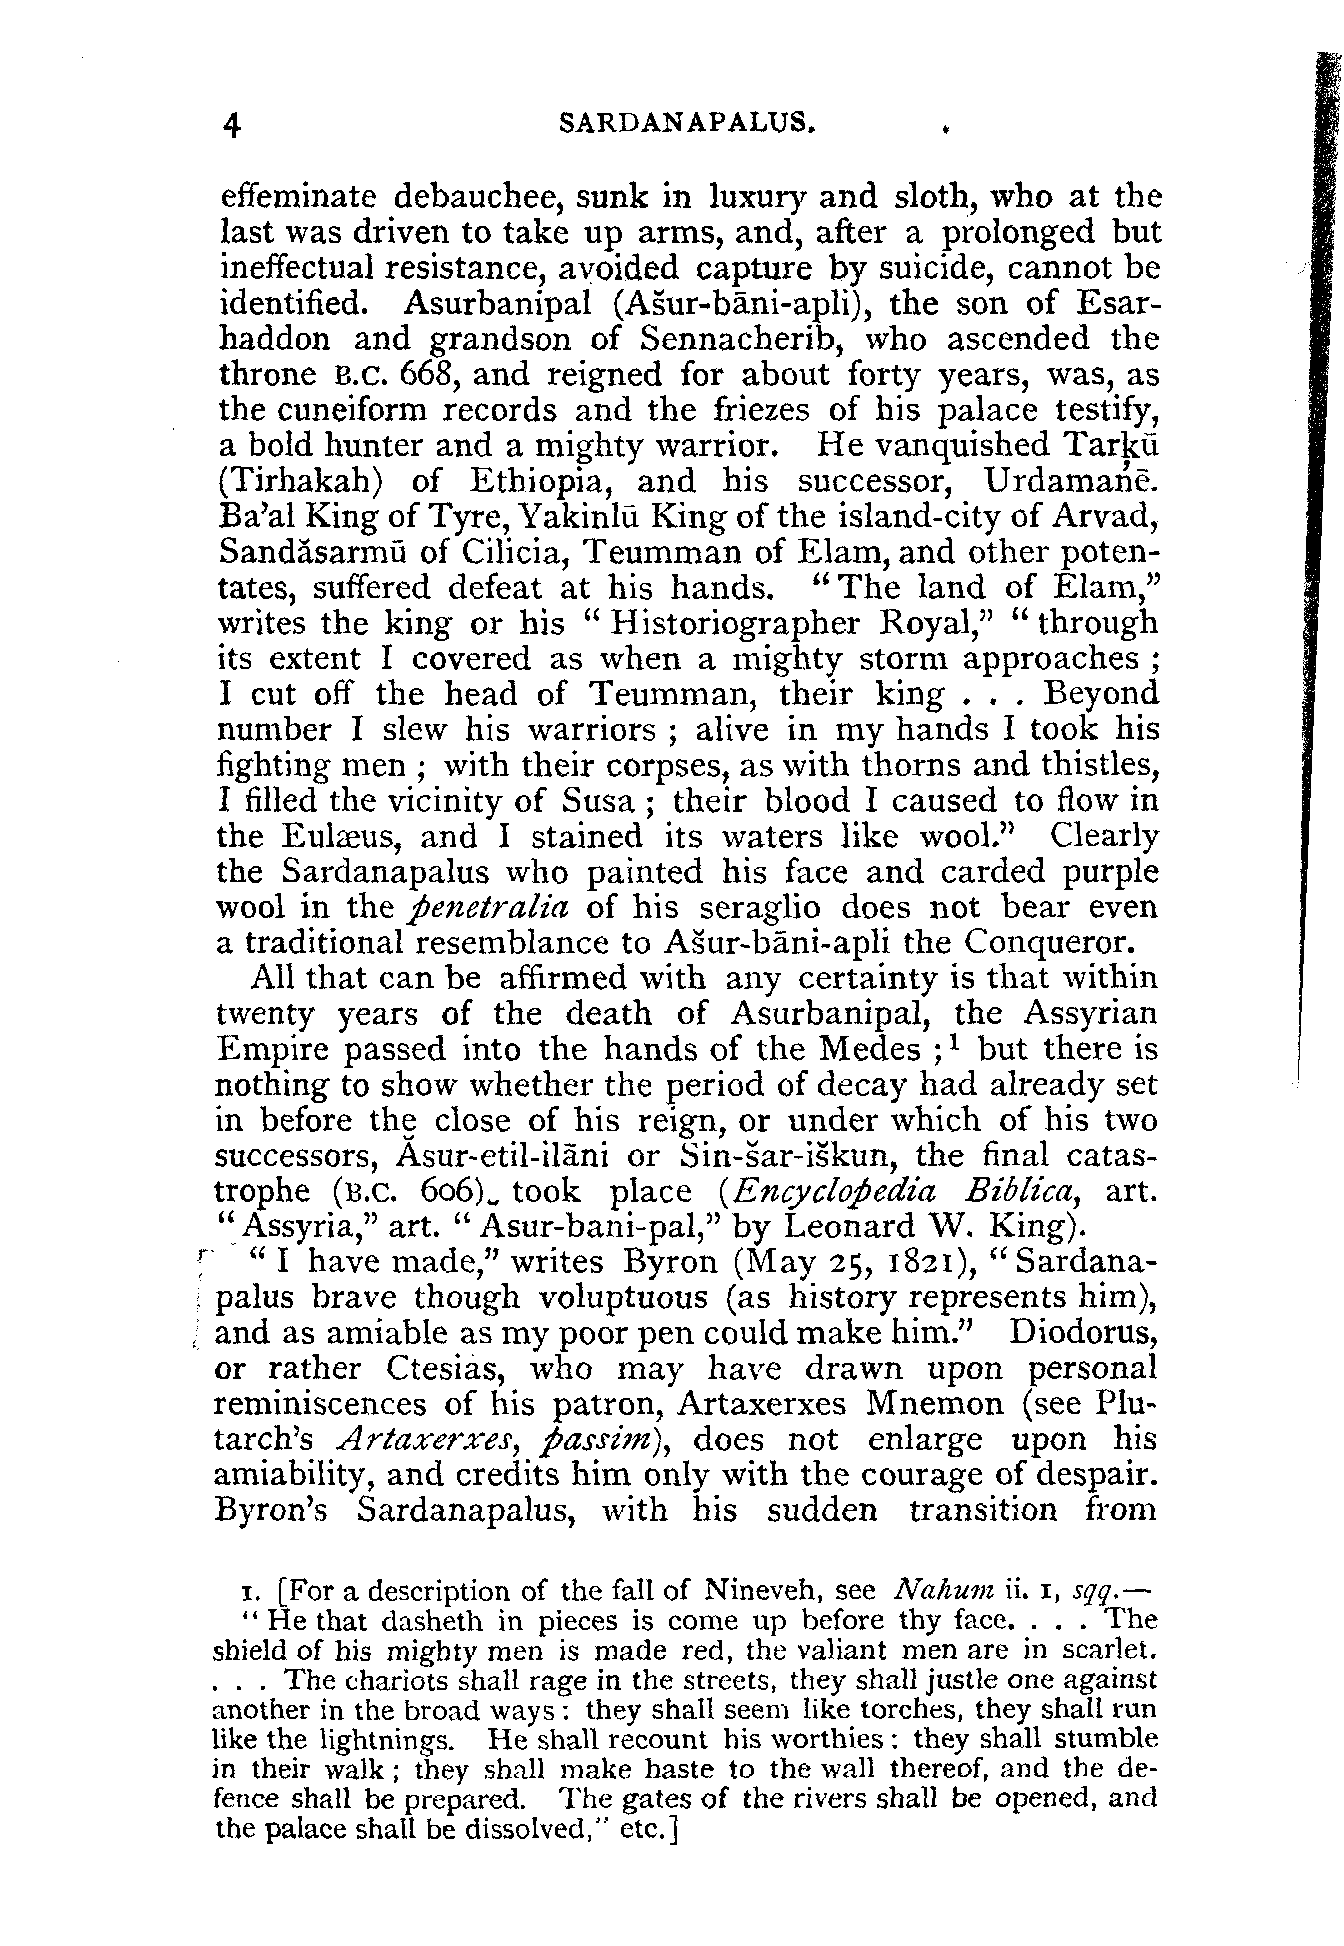 4 SARDANAPALUS.
effeminate debauchee, sunk in luxury and sloth, who at the
last was driven to take up arms, and, after a prolonged but
ineffectual resistance, avoided capture by suicide, cannot be
identified. Asurbanipal (Ašur-bāni-apli), the son of Esar-
haddon and grandson of Sennacherib, who ascended the
throne B.C. 668, and reigned for about forty years, was, as
the cuneiform records and the friezes of his palace testify,
a bold hunter and a mighty warrior. He vanquished Tarḳū
(Tirhakah) of Ethiopia, and his successor, Urdamanē.
Ba'al King of Tyre, Yakinlū King of the island-city of Arvad,
Sandăsarmū of Cilicia, Teumman of Elam, and other poten-
tates, suffered defeat at his hands. "The land of Elam,"
writes the king or his "Historiographer Royal," "through
its extent I covered as when a mighty storm approaches;
I cut off the head of Teumman, their king . . . Beyond
number I slew his warriors; alive in my hands I took his
fighting men; with their corpses, as with thorns and thistles,
I filled the vicinity of Susa; their blood I caused to flow in
the Eulæus, and I stained its waters like wool." Clearly
the Sardanapalus who painted his face and carded purple
wool in the penetralia of his seraglio does not bear even
a traditional resemblance to Ašur-bāni-apli the Conqueror.
All that can be affirmed with any certainty is that within
twenty years of the death of Asurbanipal, the Assyrian
Empire passed into the hands of the Medes;¹ but there is
nothing to show whether the period of decay had already set
in before the close of his reign, or under which of his two
successors, Ăsur-etil-ilāni or Sin-šar-iškun, the final catas-
trophe (B.C. 606) took place (Encyclopedia Biblica, art.
"Assyria," art. "Asur-bani-pal," by Leonard W. King).
"I have made," writes Byron (May 25, 1821), "Sardana-
palus brave though voluptuous (as history represents him),
and as amiable as my poor pen could make him." Diodorus,
or rather Ctesias, who may have drawn upon personal
reminiscences of his patron, Artaxerxes Mnemon (see Plu-
tarch's Artaxerxes, passim), does not enlarge upon his
amiability, and credits him only with the courage of despair.
Byron's Sardanapalus, with his sudden transition from
1. [For a description of the fall of Nineveh, see Nahum ii. 1, sqq.—
"He that dasheth in pieces is come up before thy face. . . . The
shield of his mighty men is made red, the valiant men are in scarlet.
. . . The chariots shall rage in the streets, they shall justle one against
another in the broad ways: they shall seem like torches, they shall run
like the lightnings. He shall recount his worthies: they shall stumble
in their walk; they shall make haste to the wall thereof, and the de-
fence shall be prepared. The gates of the rivers shall be opened, and
the palace shall be dissolved," etc.]